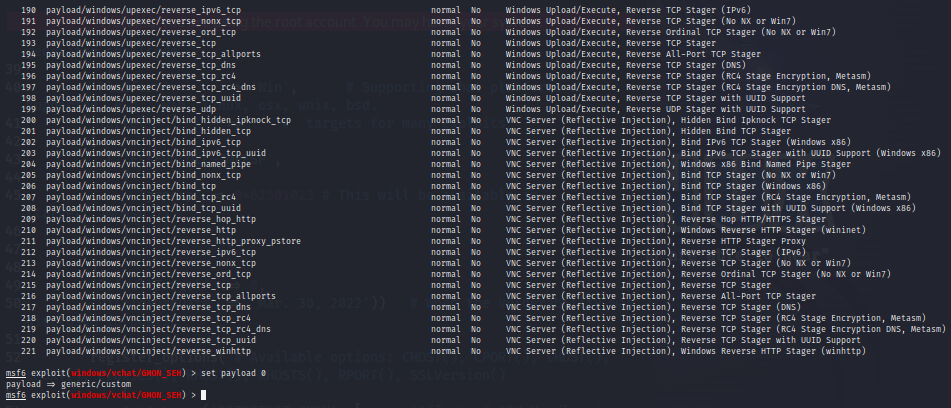 190 payload/windows/upexec/reverse_ipv6_tcp normal No Windows Upload/Execute, Reverse TCP Stager (IPv6)
191 payload/windows/upexec/reverse_nonx_tcp normal No Windows Upload/Execute, Reverse TCP Stager (No NX or Win7)
192 payload/windows/upexec/reverse_ord_tcp normal No Windows Upload/Execute, Reverse Ordinal TCP Stager (No NX or Win7)
193 payload/windows/upexec/reverse_tcp normal No Windows Upload/Execute, Reverse TCP Stager
194 payload/windows/upexec/reverse_tcp_allports normal No Windows Upload/Execute, Reverse All-Port TCP Stager
195 payload/windows/upexec/reverse_tcp_dns normal No Windows Upload/Execute, Reverse TCP Stager (DNS)
196 payload/windows/upexec/reverse_tcp_rc4 normal No Windows Upload/Execute, Reverse TCP Stager (RC4 Stage Encryption, Metasm)
197 payload/windows/upexec/reverse_tcp_rc4_dns normal No Windows Upload/Execute, Reverse TCP Stager (RC4 Stage Encryption DNS, Metasm)
198 payload/windows/upexec/reverse_tcp_uuid normal No Windows Upload/Execute, Reverse TCP Stager with UUID Support
199 payload/windows/upexec/reverse_udp normal No Windows Upload/Execute, Reverse UDP Stager with UUID Support
200 payload/windows/vncinject/bind_hidden_ipknock_tcp normal No VNC Server (Reflective Injection), Hidden Bind Ipknock TCP Stager
201 payload/windows/vncinject/bind_hidden_tcp normal No VNC Server (Reflective Injection), Hidden Bind TCP Stager
202 payload/windows/vncinject/bind_ipv6_tcp normal No VNC Server (Reflective Injection), Bind IPv6 TCP Stager (Windows x86)
203 payload/windows/vncinject/bind_ipv6_tcp_uuid normal No VNC Server (Reflective Injection), Bind IPv6 TCP Stager with UUID Support (Windows x86)
204 payload/windows/vncinject/bind_named_pipe normal No VNC Server (Reflective Injection), Windows x86 Bind Named Pipe Stager
205 payload/windows/vncinject/bind_nonx_tcp normal No VNC Server (Reflective Injection), Bind TCP Stager (No NX or Win7)
206 payload/windows/vncinject/bind_tcp normal No VNC Server (Reflective Injection), Bind TCP Stager (Windows x86)
207 payload/windows/vncinject/bind_tcp_rc4 normal No VNC Server (Reflective Injection), Bind TCP Stager (RC4 Stage Encryption, Metasm)
208 payload/windows/vncinject/bind_tcp_uuid normal No VNC Server (Reflective Injection), Bind TCP Stager with UUID Support (Windows x86)
209 payload/windows/vncinject/reverse_hop_http normal No VNC Server (Reflective Injection), Reverse Hop HTTP/HTTPS Stager
210 payload/windows/vncinject/reverse_http normal No VNC Server (Reflective Injection), Windows Reverse HTTP Stager (wininet)
211 payload/windows/vncinject/reverse_http_proxy_pstore normal No VNC Server (Reflective Injection), Reverse HTTP Stager Proxy
212 payload/windows/vncinject/reverse_ipv6_tcp normal No VNC Server (Reflective Injection), Reverse TCP Stager (IPv6)
213 payload/windows/vncinject/reverse_nonx_tcp normal No VNC Server (Reflective Injection), Reverse TCP Stager (No NX or Win7)
214 payload/windows/vncinject/reverse_ord_tcp normal No VNC Server (Reflective Injection), Reverse Ordinal TCP Stager (No NX or Win7)
215 payload/windows/vncinject/reverse_tcp normal No VNC Server (Reflective Injection), Reverse TCP Stager
216 payload/windows/vncinject/reverse_tcp_allports normal No VNC Server (Reflective Injection), Reverse All-Port TCP Stager
217 payload/windows/vncinject/reverse_tcp_dns normal No VNC Server (Reflective Injection), Reverse TCP Stager (DNS)
218 payload/windows/vncinject/reverse_tcp_rc4 normal No VNC Server (Reflective Injection), Reverse TCP Stager (RC4 Stage Encryption, Metasm)
219 payload/windows/vncinject/reverse_tcp_rc4_dns normal No VNC Server (Reflective Injection), Reverse TCP Stager (RC4 Stage Encryption DNS, Metasm)
220 payload/windows/vncinject/reverse_tcp_uuid normal No VNC Server (Reflective Injection), Reverse TCP Stager with UUID Support
221 payload/windows/vncinject/reverse_winhttp normal No VNC Server (Reflective Injection), Windows Reverse HTTP Stager (winhttp)
msf6 exploit(windows/vchat/GMON_SEH) > set payload 0
payload ⇒ generic/custom
msf6 exploit(windows/vchat/GMON_SEH) >